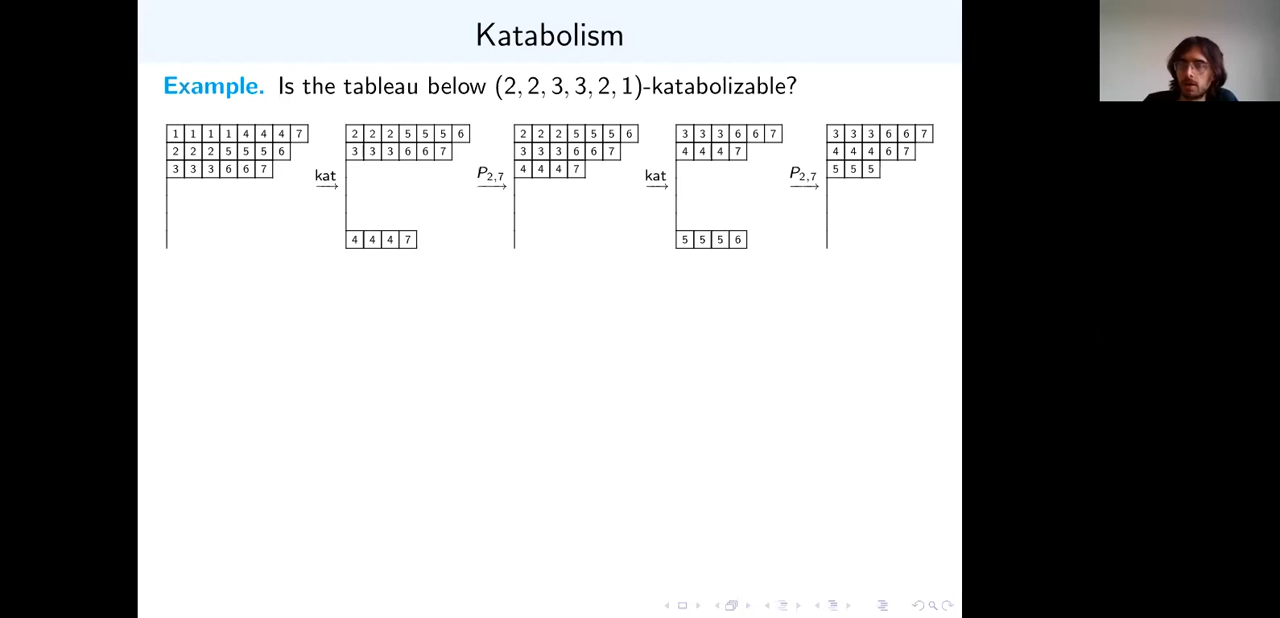 Katabolism
Example. Is the tableau below (2, 2, 3, 3, 2, 1)-katabolizable?
1 1 1 1 4 4 4 7
2 2 2 5 5 5 6
3 3 3 6 6 7
kat
2 2 2 5 5 5 6
3 3 3 6 6 7
4 4 4 7
P2,7
2 2 2 5 5 5 6
3 3 3 6 6 7
4 4 4 7
kat
3 3 3 6 6 7
4 4 4 7
5 5 5 6
P2,7
3 3 3 6 6 7
4 4 4 6 7
5 5 5